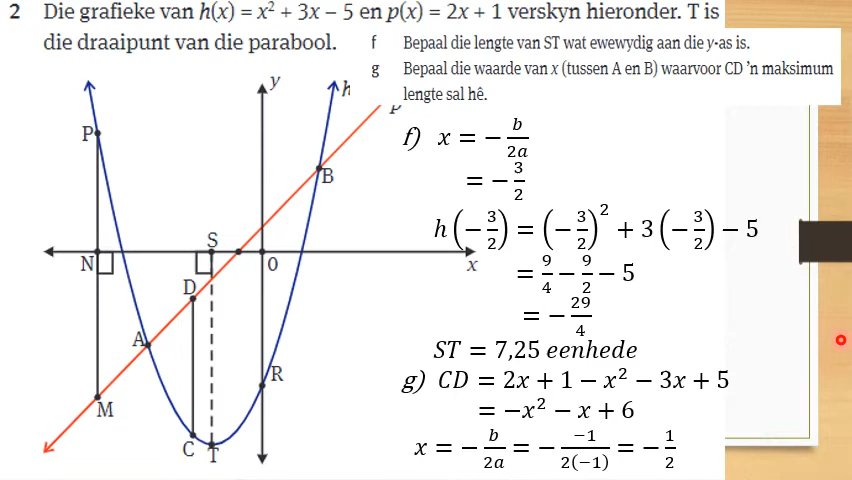 2 Die grafieke van h(x) = x² + 3x − 5 en p(x) = 2x + 1 verskyn hieronder. T is
die draaipunt van die parabool.
f Bepaal die lengte van ST wat ewewydig aan die y-as is.
g Bepaal die waarde van x (tussen A en B) waarvoor CD 'n maksimum
lengte sal hê.
y
h
p
P
B
S
N
O
x
D
A
R
M
C
T
f) x = −b/2a
= −3/2
h(−3/2) = (−3/2)² + 3(−3/2) − 5
= 9/4 − 9/2 − 5
= −29/4
ST = 7,25 eenhede
g) CD = 2x + 1 − x² − 3x + 5
= −x² − x + 6
x = −b/2a = −−1/2(−1) = −1/2